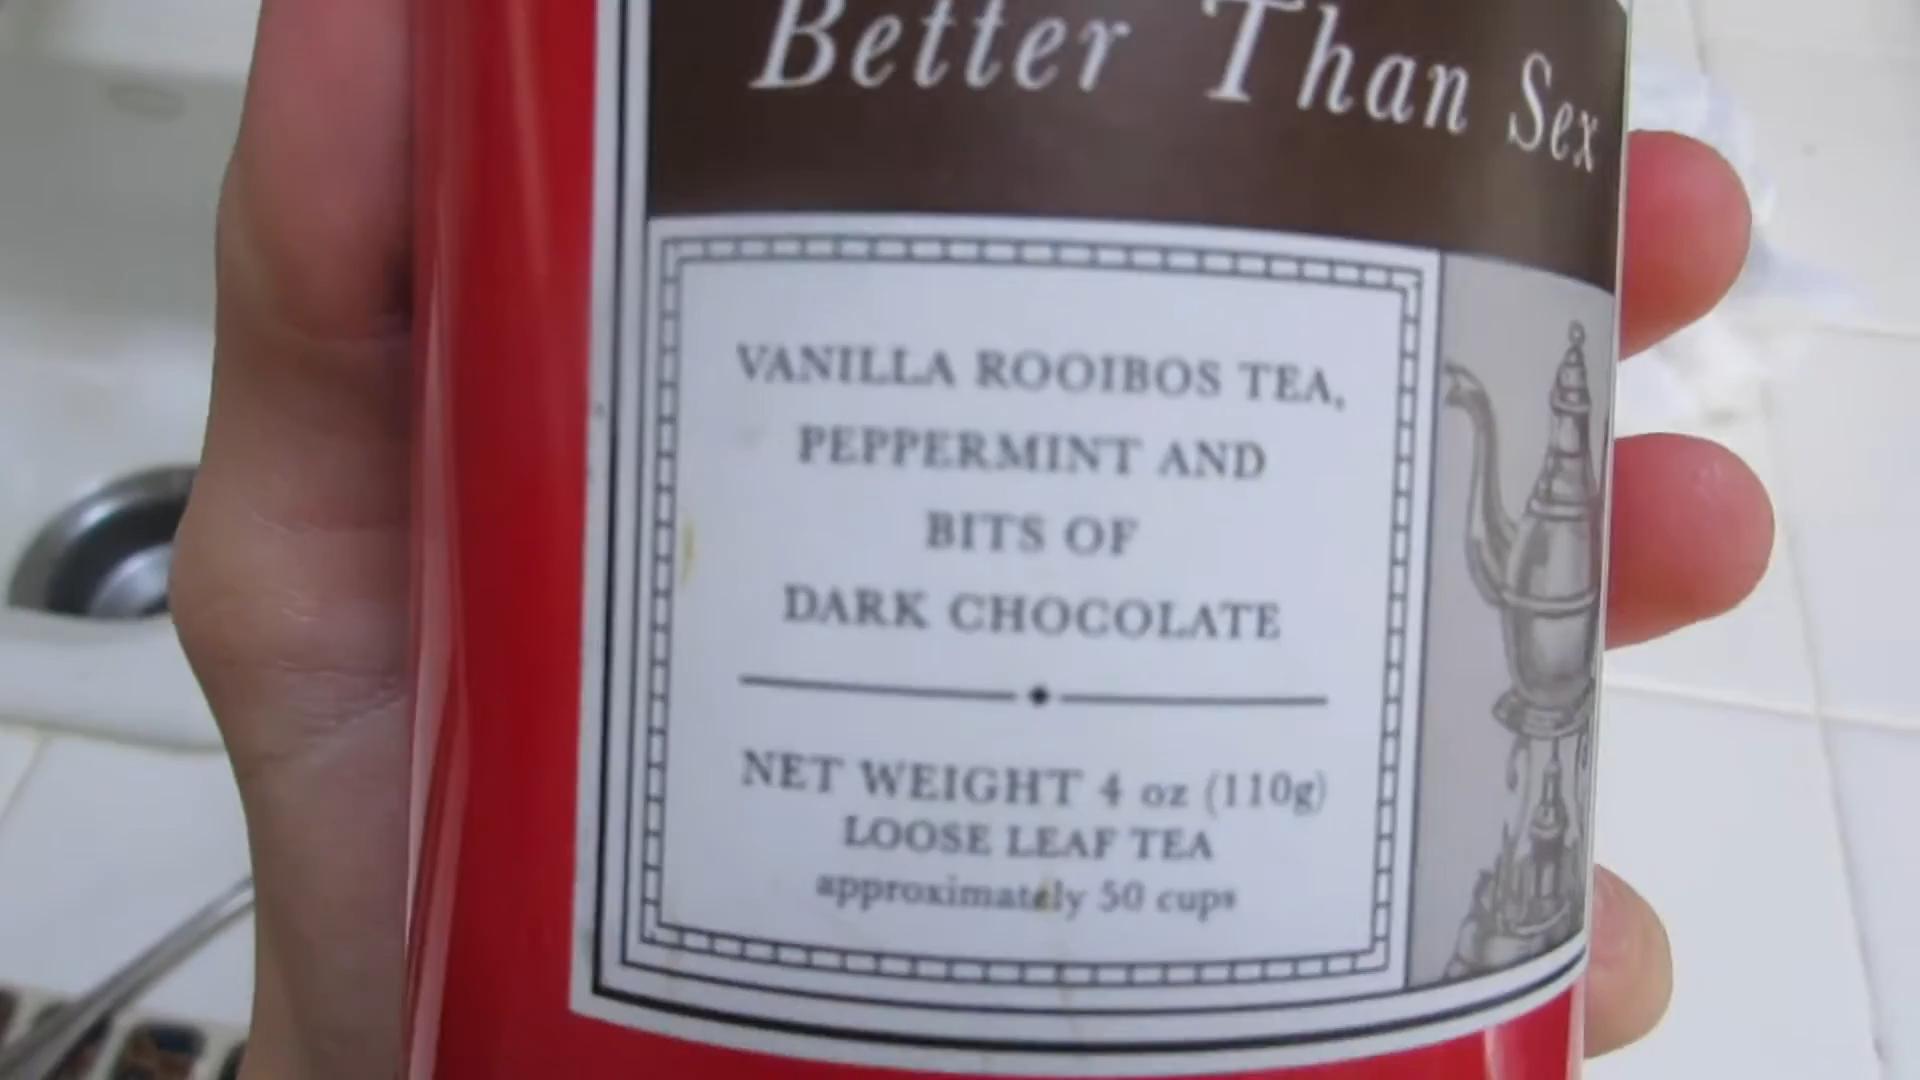 Better Than Sex
VANILLA ROOIBOS TEA,
PEPPERMINT AND
BITS OF
DARK CHOCOLATE
NET WEIGHT 4 oz (110g)
LOOSE LEAF TEA
approximately 50 cups